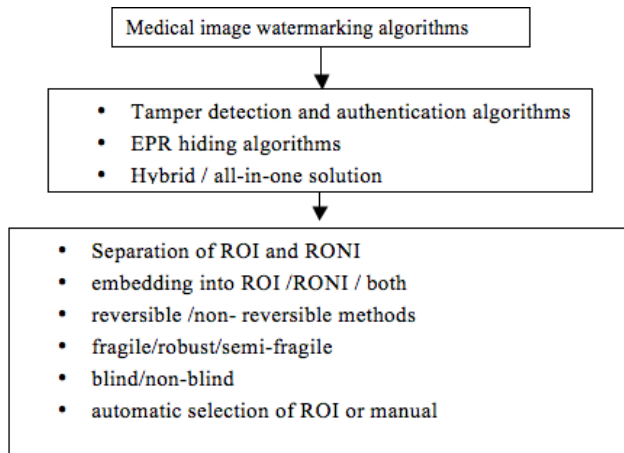 Medical image watermarking algorithms
• Tamper detection and authentication algorithms
• EPR hiding algorithms
• Hybrid / all-in-one solution
• Separation of ROI and RONI
• embedding into ROI /RONI / both
• reversible /non- reversible methods
• fragile/robust/semi-fragile
• blind/non-blind
• automatic selection of ROI or manual